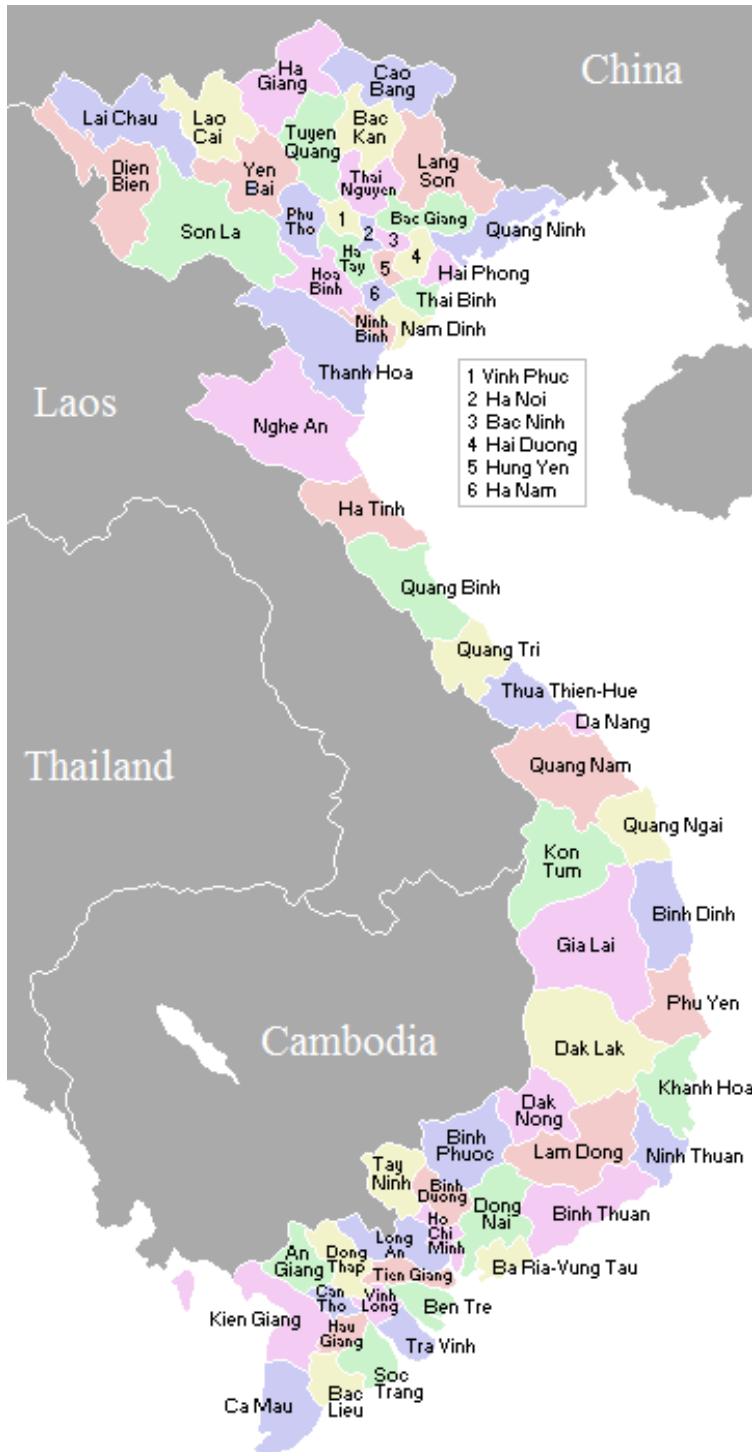 China
Ha
Giang
Cao
Bang
Lai Chau
Lao
Cai
Bac
Kan
Tuyen
Quang
Dien
Bien
Yen
Bai
Thai
Nguyen
Lang
Son
Phu
Tho
1
2
3
Bac Giang
Quang Ninh
Son La
Ha
Tay
4
5
Hai Phong
Hoa
Binh
6
Thai Binh
Ninh
Binh
Nam Dinh
Thanh Hoa
1 Vinh Phuc
2 Ha Noi
3 Bac Ninh
4 Hai Duong
5 Hung Yen
6 Ha Nam
Laos
Nghe An
Ha Tinh
Quang Binh
Quang Tri
Thua Thien-Hue
Da Nang
Thailand
Quang Nam
Quang Ngai
Kon
Tum
Binh Dinh
Gia Lai
Phu Yen
Cambodia
Dak Lak
Khanh Hoa
Dak
Nong
Binh
Phuoc
Lam Dong
Ninh Thuan
Tay
Ninh
Binh
Duong
Dong
Nai
Binh Thuan
Ho
Chi
Minh
Long
An
An
Giang
Dong
Thap
Tien Giang
Ba Ria-Vung Tau
Can
Tho
Vinh
Long
Ben Tre
Kien Giang
Hau
Giang
Tra Vinh
Soc
Trang
Bac
Lieu
Ca Mau